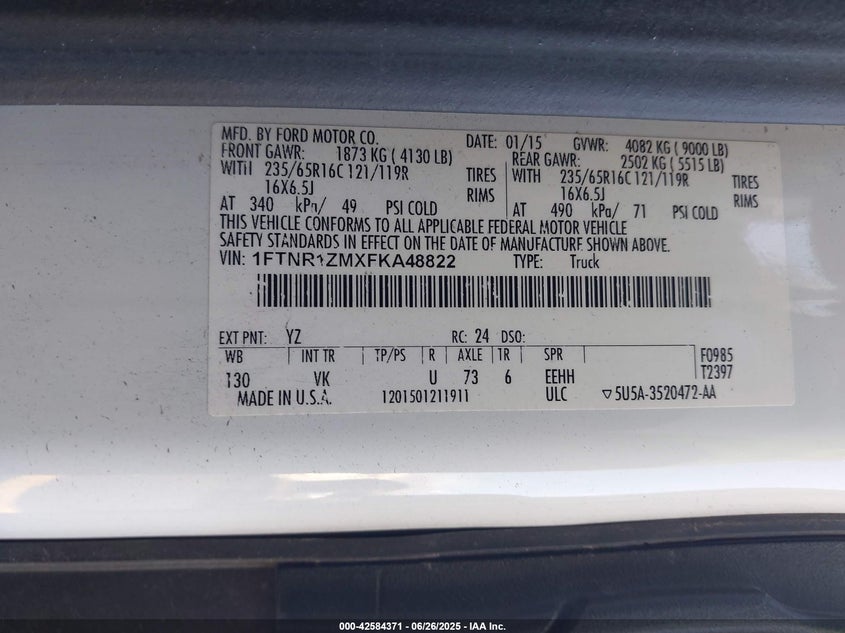 MFD. BY FORD MOTOR CO. DATE: 01/15 GVWR: 4082 KG ( 9000 LB)
FRONT GAWR: 1873 KG ( 4130 LB) REAR GAWR: 2502 KG ( 5515 LB)
WITH 235/65R16C 121/119R TIRES WITH 235/65R16C 121/119R TIRES
16X6.5J RIMS 16X6.5J RIMS
AT 340 kPa/ 49 PSI COLD AT 490 kPa/ 71 PSI COLD
THIS VEHICLE CONFORMS TO ALL APPLICABLE FEDERAL MOTOR VEHICLE
SAFETY STANDARDS IN EFFECT ON THE DATE OF MANUFACTURE SHOWN ABOVE.
VIN: 1FTNR1ZMXFKA48822 TYPE: Truck
EXT PNT: YZ RC: 24 DSO:
WB INT TR TP/PS R AXLE TR SPR F0985
130 VK U 73 6 EEHH T2397
MADE IN U.S.A. 1201501211911 ULC ▽5U5A-3520472-AA
000-42584371 | 06/26/2025 - IAA Inc.